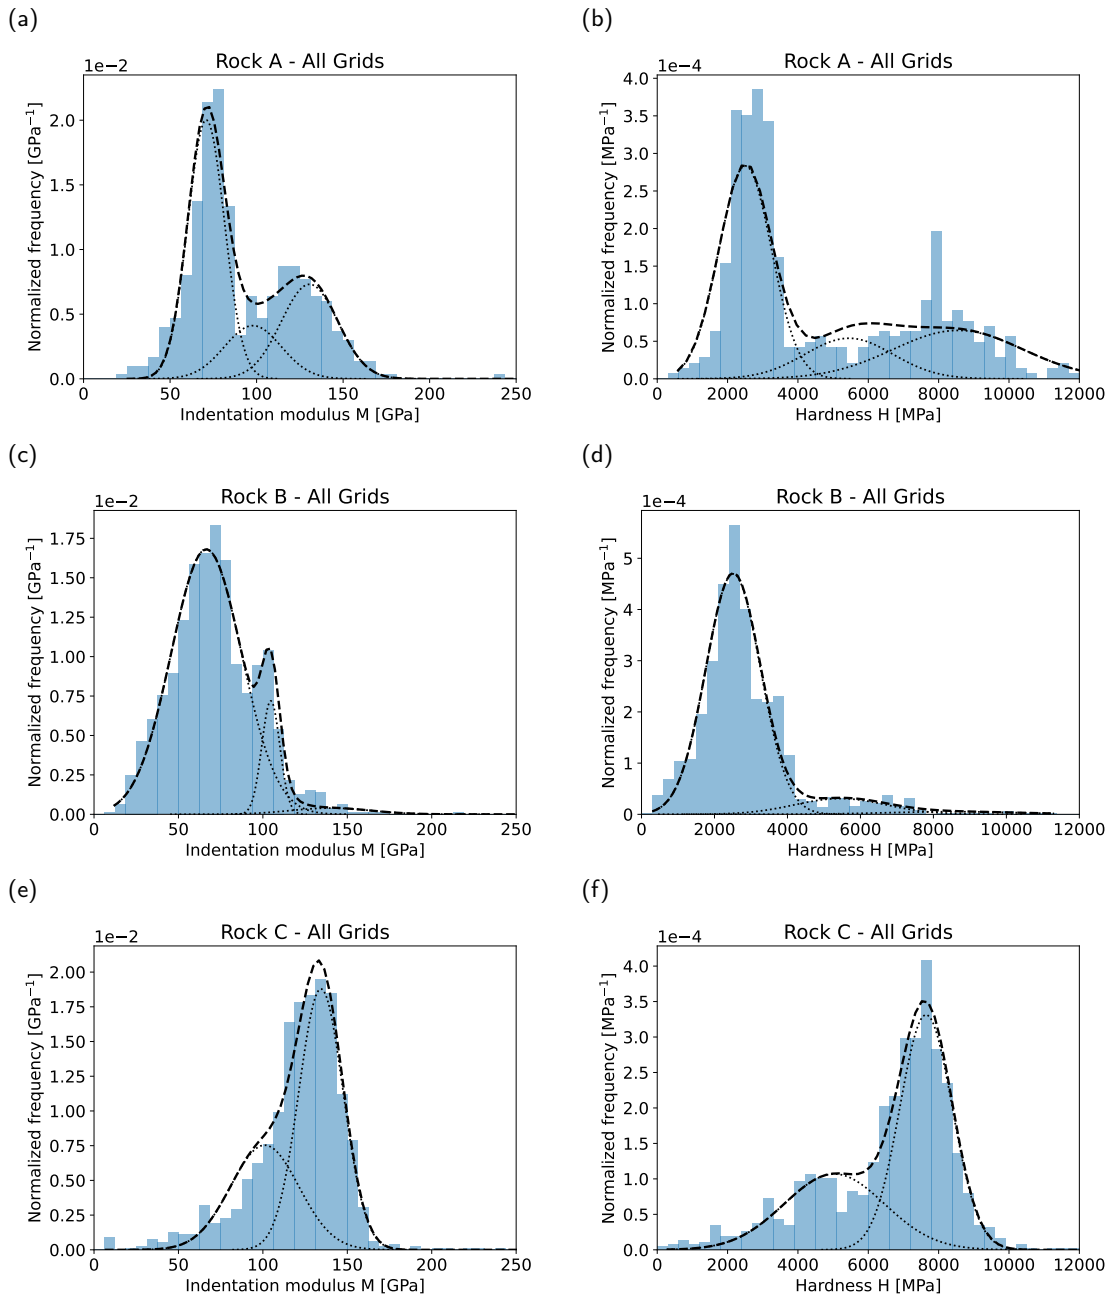 (a)
Rock A - All Grids
1e−2
Normalized frequency [GPa⁻¹]
2.0
1.5
1.0
0.5
0.0
0 50 100 150 200 250
Indentation modulus M [GPa]
(b)
Rock A - All Grids
1e−4
Normalized frequency [MPa⁻¹]
4.0
3.5
3.0
2.5
2.0
1.5
1.0
0.5
0.0
0 2000 4000 6000 8000 10000 12000
Hardness H [MPa]
(c)
Rock B - All Grids
1e−2
Normalized frequency [GPa⁻¹]
1.75
1.50
1.25
1.00
0.75
0.50
0.25
0.00
0 50 100 150 200 250
Indentation modulus M [GPa]
(d)
Rock B - All Grids
1e−4
Normalized frequency [MPa⁻¹]
5
4
3
2
1
0
0 2000 4000 6000 8000 10000 12000
Hardness H [MPa]
(e)
Rock C - All Grids
1e−2
Normalized frequency [GPa⁻¹]
2.00
1.75
1.50
1.25
1.00
0.75
0.50
0.25
0.00
0 50 100 150 200 250
Indentation modulus M [GPa]
(f)
Rock C - All Grids
1e−4
Normalized frequency [MPa⁻¹]
4.0
3.5
3.0
2.5
2.0
1.5
1.0
0.5
0.0
0 2000 4000 6000 8000 10000 12000
Hardness H [MPa]